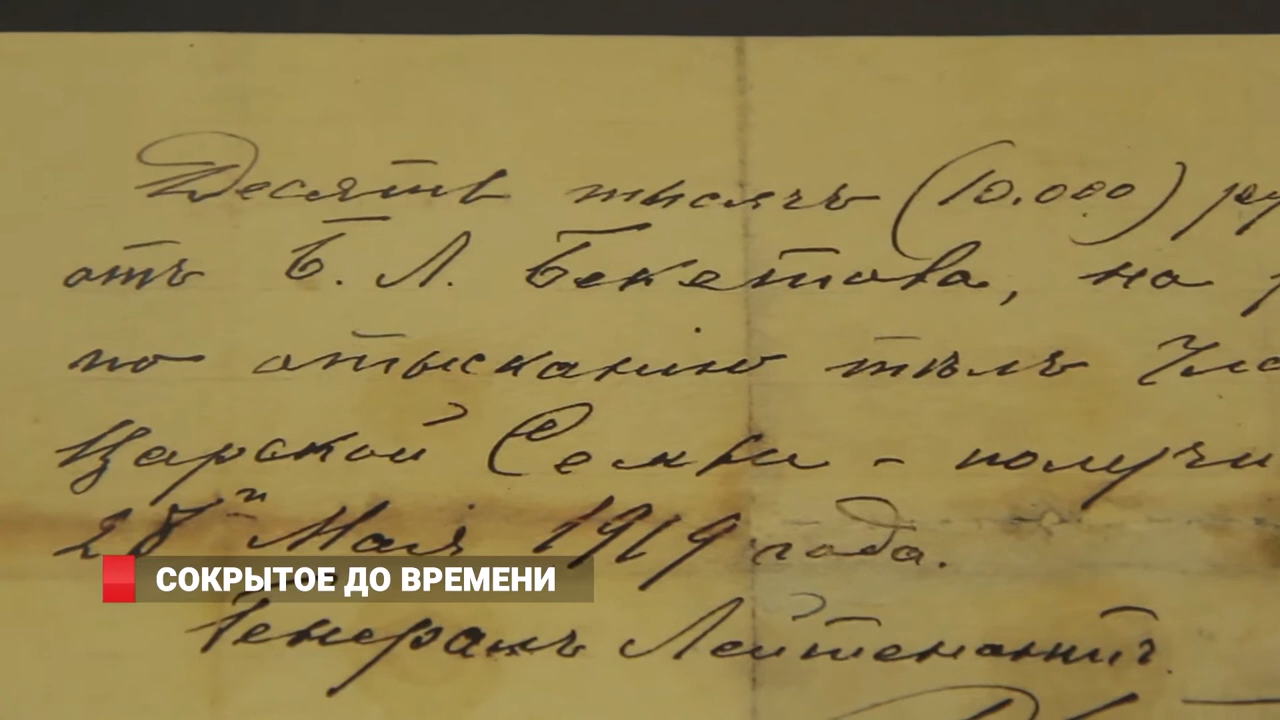 Десять тысячъ (10.000) ру
отъ Б. Л. Бекетова, на
по отысканію тѣлъ
Царской Семьи - получи
28 Мая 1919 года.
СОКРЫТОЕ ДО ВРЕМЕНИ
Генералъ Лейтенантъ